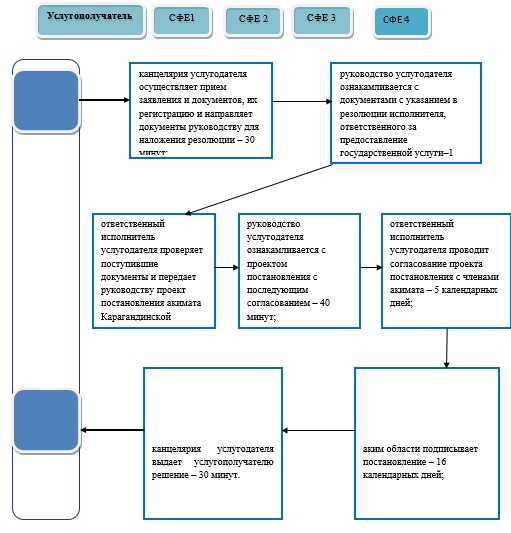 Услугополучатель
СФЕ1
СФЕ 2
СФЕ 3
СФЕ 4
канцелярия услугодателя
осуществляет прием
заявления и документов, их
регистрацию и направляет
документы руководству для
наложения резолюции – 30
минут;
руководство услугодателя
ознакамливается с
документами с указанием в
резолюции исполнителя,
ответственного за
предоставление
государственной услуги–1
ответственный
исполнитель
услугодателя проверяет
поступившие
документы и передает
руководству проект
постановления акимата
Карагандинской
руководство
услугодателя
ознакамливается с
проектом
постановления с
последующим
согласованием – 40
минут;
ответственный
исполнитель
услугодателя проводит
согласование проекта
постановления с членами
акимата – 5 календарных
дней;
канцелярия услугодателя
выдает услугополучателю
решение – 30 минут.
аким области подписывает
постановление – 16
календарных дней;